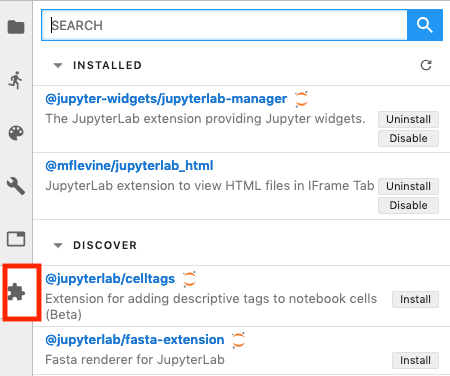 SEARCH
INSTALLED
@jupyter-widgets/jupyterlab-manager
The JupyterLab extension providing Jupyter widgets. Uninstall
Disable
@mflevine/jupyterlab_html
JupyterLab extension to view HTML files in IFrame Tab Uninstall
Disable
DISCOVER
@jupyterlab/celltags
Extension for adding descriptive tags to notebook cells Install
(Beta)
@jupyterlab/fasta-extension
Fasta renderer for JupyterLab Install